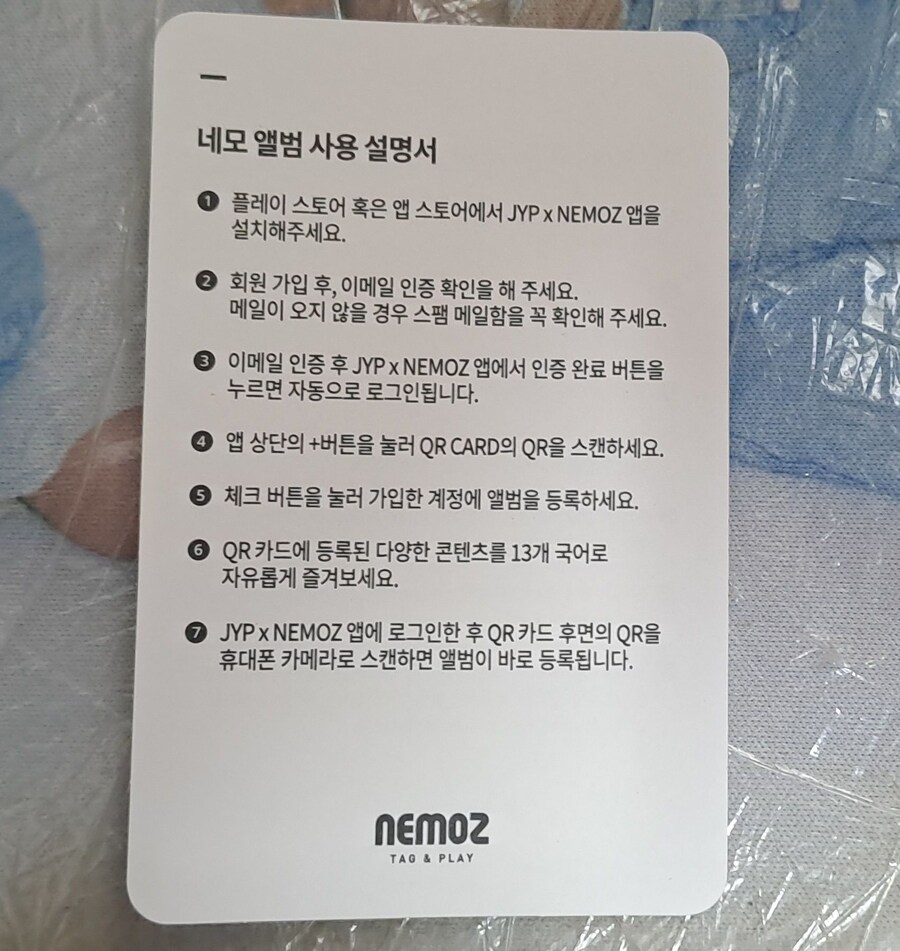 네모 앨범 사용 설명서
1 플레이 스토어 혹은 앱 스토어에서 JYP x NEMOZ 앱을
설치해주세요.
2 회원 가입 후, 이메일 인증 확인을 해 주세요.
메일이 오지 않을 경우 스팸 메일함을 꼭 확인해 주세요.
3 이메일 인증 후 JYP x NEMOZ 앱에서 인증 완료 버튼을
누르면 자동으로 로그인됩니다.
4 앱 상단의 +버튼을 눌러 QR CARD의 QR을 스캔하세요.
5 체크 버튼을 눌러 가입한 계정에 앨범을 등록하세요.
6 QR 카드에 등록된 다양한 콘텐츠를 13개 국어로
자유롭게 즐겨보세요.
7 JYP x NEMOZ 앱에 로그인한 후 QR 카드 후면의 QR을
휴대폰 카메라로 스캔하면 앨범이 바로 등록됩니다.
NEMOZ
TAG & PLAY